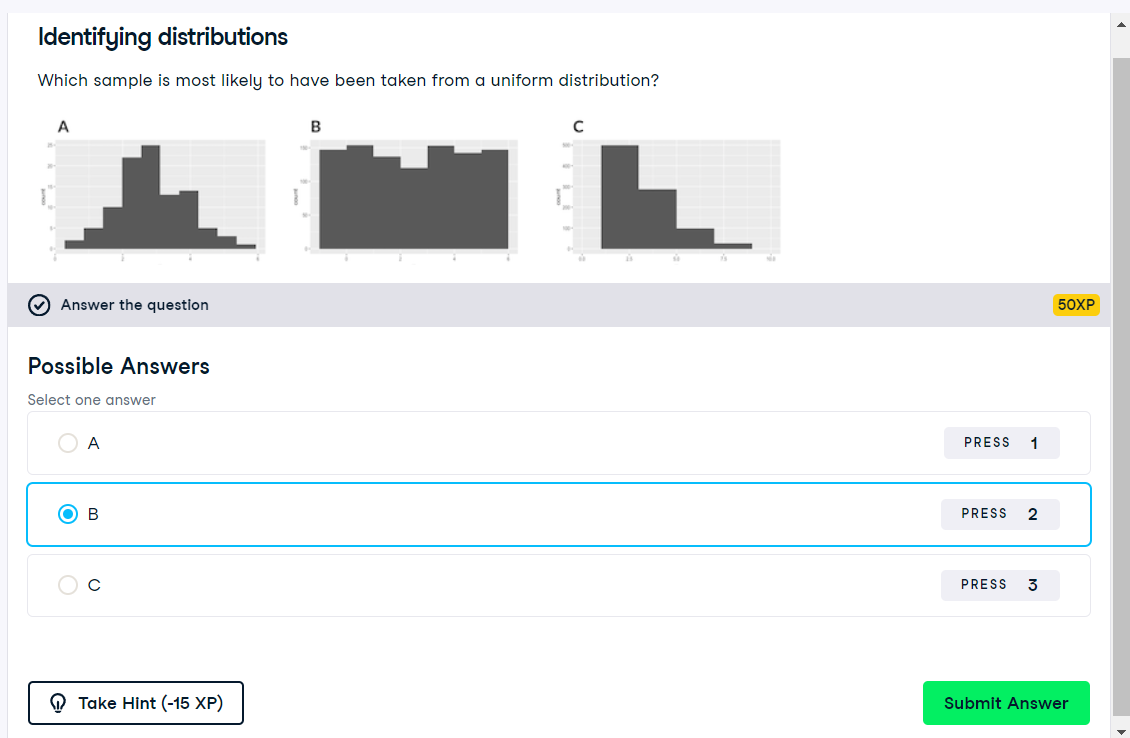 Identifying distributions
Which sample is most likely to have been taken from a uniform distribution?
A
B
C
Answer the question
50XP
Possible Answers
Select one answer
A
PRESS 1
B
PRESS 2
C
PRESS 3
Take Hint (-15 XP)
Submit Answer